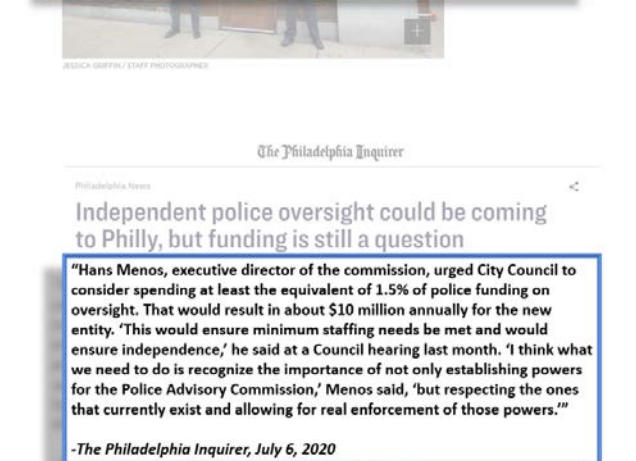 JESSICA GRIFFIN / STAFF PHOTOGRAPHER
The Philadelphia Inquirer
Philadelphia News
Independent police oversight could be coming
to Philly, but funding is still a question
“Hans Menos, executive director of the commission, urged City Council to
consider spending at least the equivalent of 1.5% of police funding on
oversight. That would result in about $10 million annually for the new
entity. ‘This would ensure minimum staffing needs be met and would
ensure independence,’ he said at a Council hearing last month. ‘I think what
we need to do is recognize the importance of not only establishing powers
for the Police Advisory Commission,’ Menos said, ‘but respecting the ones
that currently exist and allowing for real enforcement of those powers.’”
-The Philadelphia Inquirer, July 6, 2020